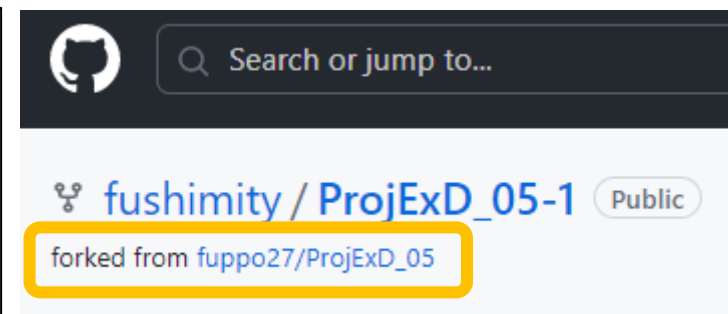 Search or jump to...
fushimity / ProjExD_05-1 Public
forked from fuppo27/ProjExD_05